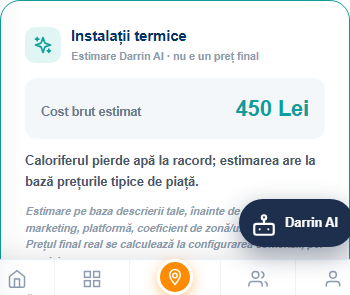 Instalații termice
Estimare Darrin AI · nu e un preț final
Cost brut estimat
450 Lei
Caloriferul pierde apă la racord; estimarea are la
bază prețurile tipice de piață.
Estimare pe baza descrierii tale, înainte de
marketing, platformă, coeficient de zonă/u
Prețul final real se calculează la configurarea
Darrin AI